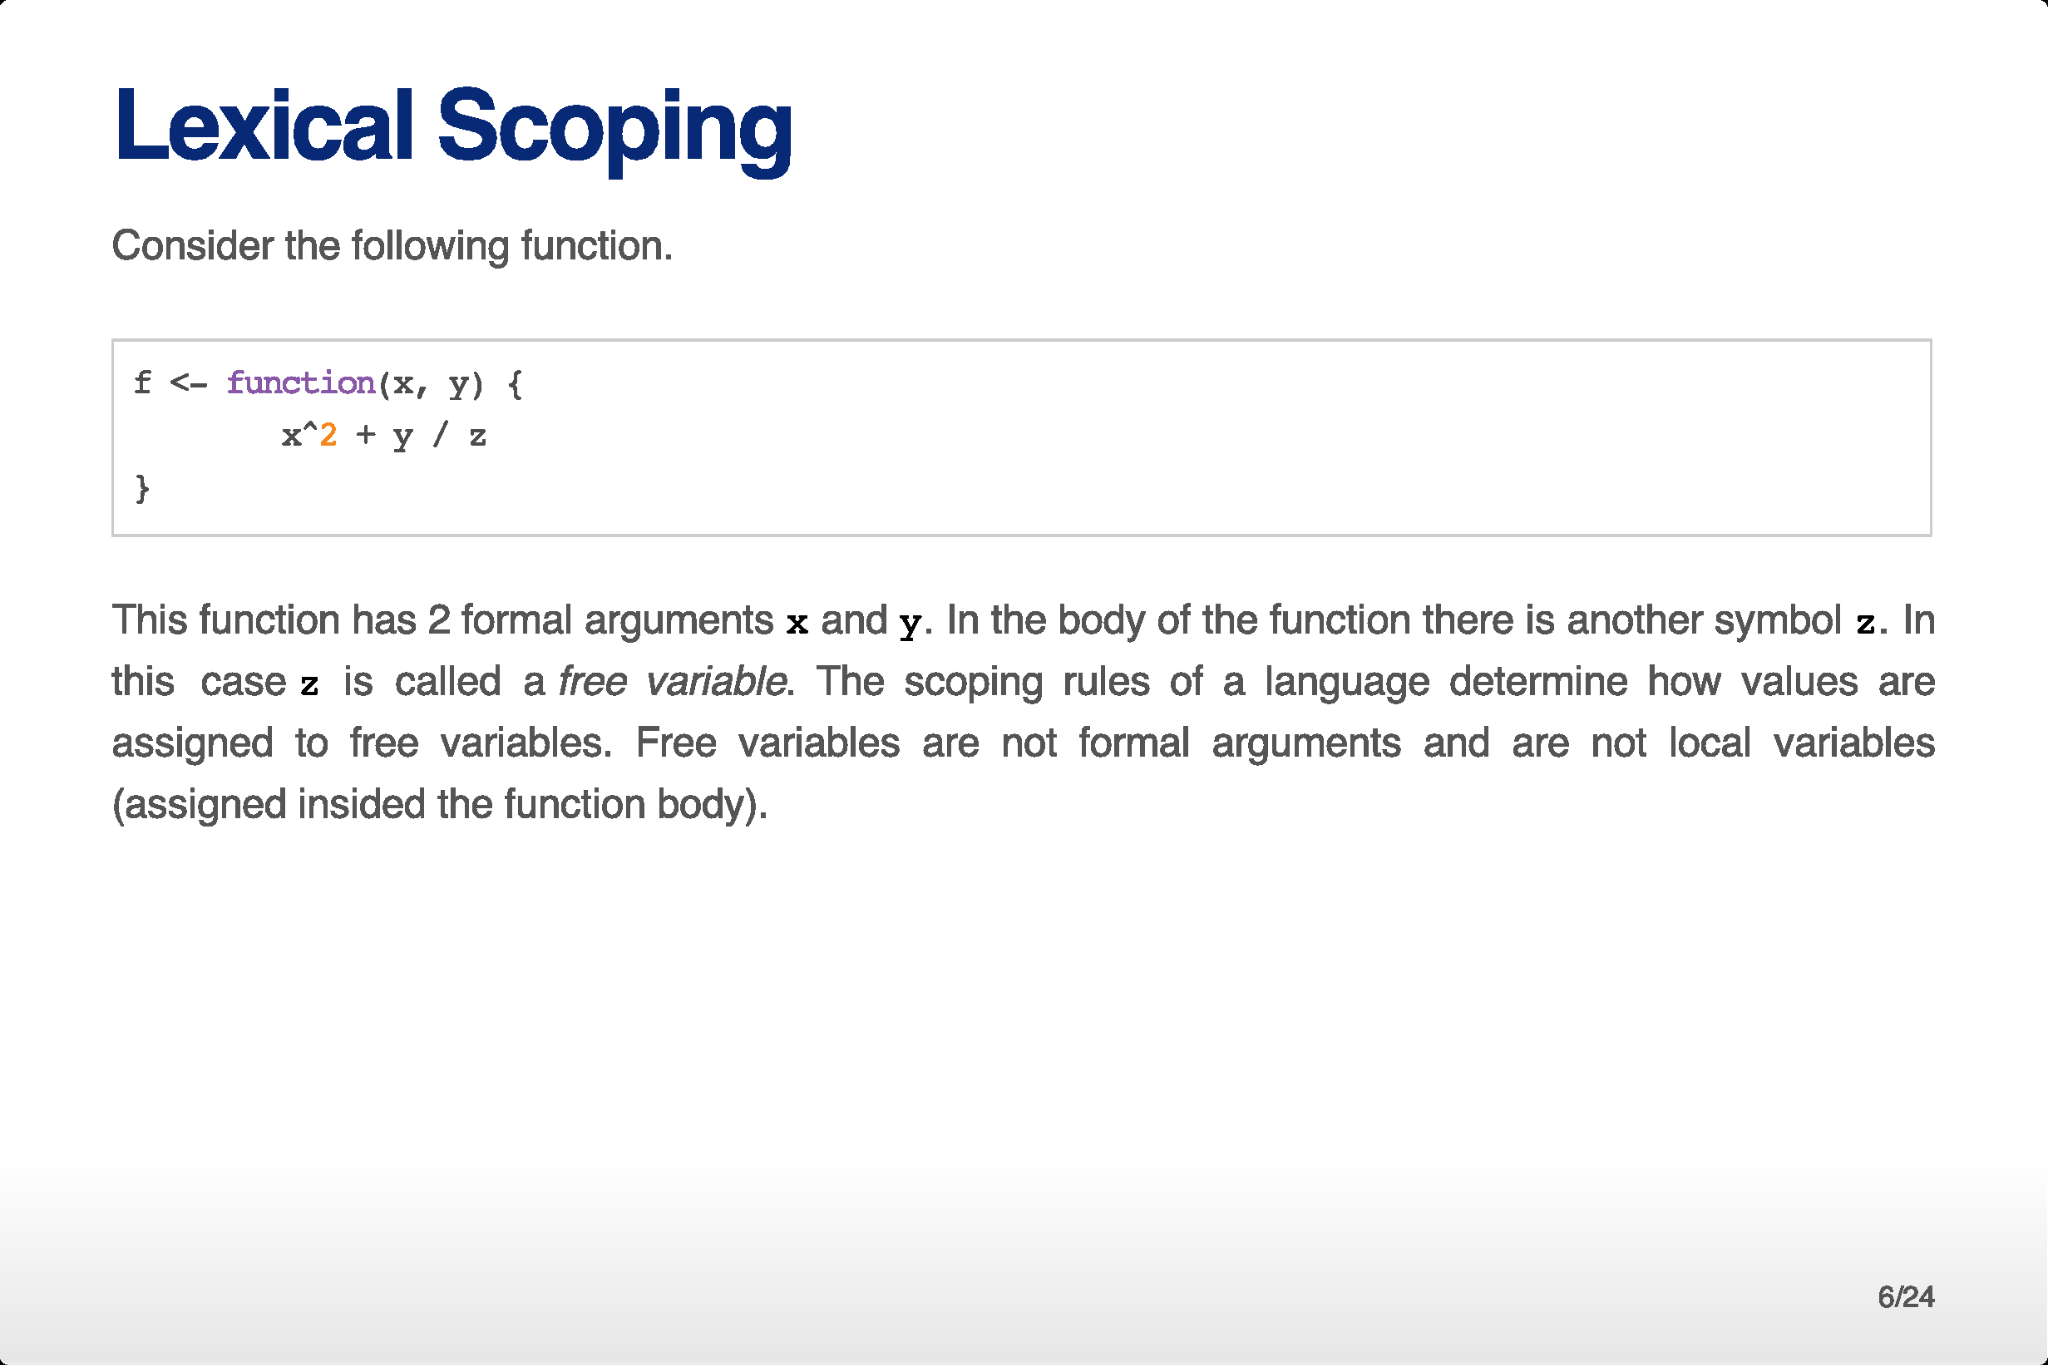 Lexical Scoping
Consider the following function.
f <- function(x, y) {
        x^2 + y / z
}
This function has 2 formal arguments x and y. In the body of the function there is another symbol z. In
this case z is called a free variable. The scoping rules of a language determine how values are
assigned to free variables. Free variables are not formal arguments and are not local variables
(assigned insided the function body).
6/24